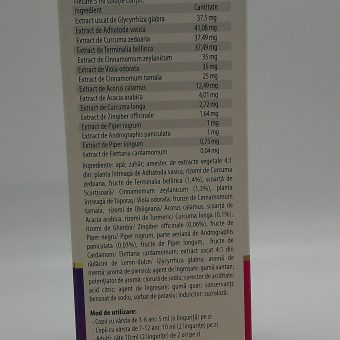 Fiecare 5 ml soluție conțin:
Ingredient Cantitate
Extract uscat de Glycyrrhiza glabra 37,5 mg
Extract de Adhatoda vasica 41,08 mg
Extract de Curcuma zedoaria 37,49 mg
Extract de Terminalia bellirica 37,49 mg
Extract de Cinnamomum zeylanicum 35 mg
Extract de Viola odorata 35 mg
Extract de Cinnamomum tamala 25 mg
Extract de Acorus calamus 12,49 mg
Extract de Acacia arabica 4,01 mg
Extract de Curcuma longa 2,72 mg
Extract de Zingiber officinale 1,64 mg
Extract de Piper nigrum 1 mg
Extract de Andrographis paniculata 1 mg
Extract de Piper longum 0,75 mg
Extract de Elettaria cardamomum 0,04 mg
Ingrediente: apă; zahăr; amestec de extracte vegetale 4:1
din: planta întreagă de Adhatoda vasica, rizomi de Curcuma
zedoaria; fructe de Terminalia bellirica (1,4%), scoarță de
Scorțișoară/ Cinnamomum zeylanicum (1,3%); planta
întreagă de Toporași/ Viola odorata, frunze de Cinnamomum
tamala, rizomi de Obligeană/ Acorus calamus, scoarță de
Acacia arabica, rizomi de Turmeric/ Curcuma longa (0,1%),
rizomi de Ghimbir/ Zingiber officinale (0,06%), fructe de
Piper negru/ Piper nigrum, parte aeriană de Andrographis
paniculata (0,03%), fructe de Piper longum, fructe de
Cardamom/ Elettaria cardamomum; extract uscat 4:1 din
rădăcini de Lemn-dulce/ Glycyrrhiza glabra; aromă de
mentă; aromă de piersică; agent de îngroșare: gumă xantan;
potențiator de aromă: clorură de sodiu; corector de aciditate:
acid citric; agent de îngroșare: gumă guar; conservanți:
benzoat de sodiu, sorbat de potasiu; îndulcitor: sucraloză.
Mod de utilizare:
- Copii cu vârsta de 3-6 ani: 5 ml (o linguriță) pe zi
- Copii cu vârsta de 7-12 ani: 10 ml (2 lingurițe) pe zi
- Adulți: câte 10 ml (2 lingurițe) de 2 ori pe zi